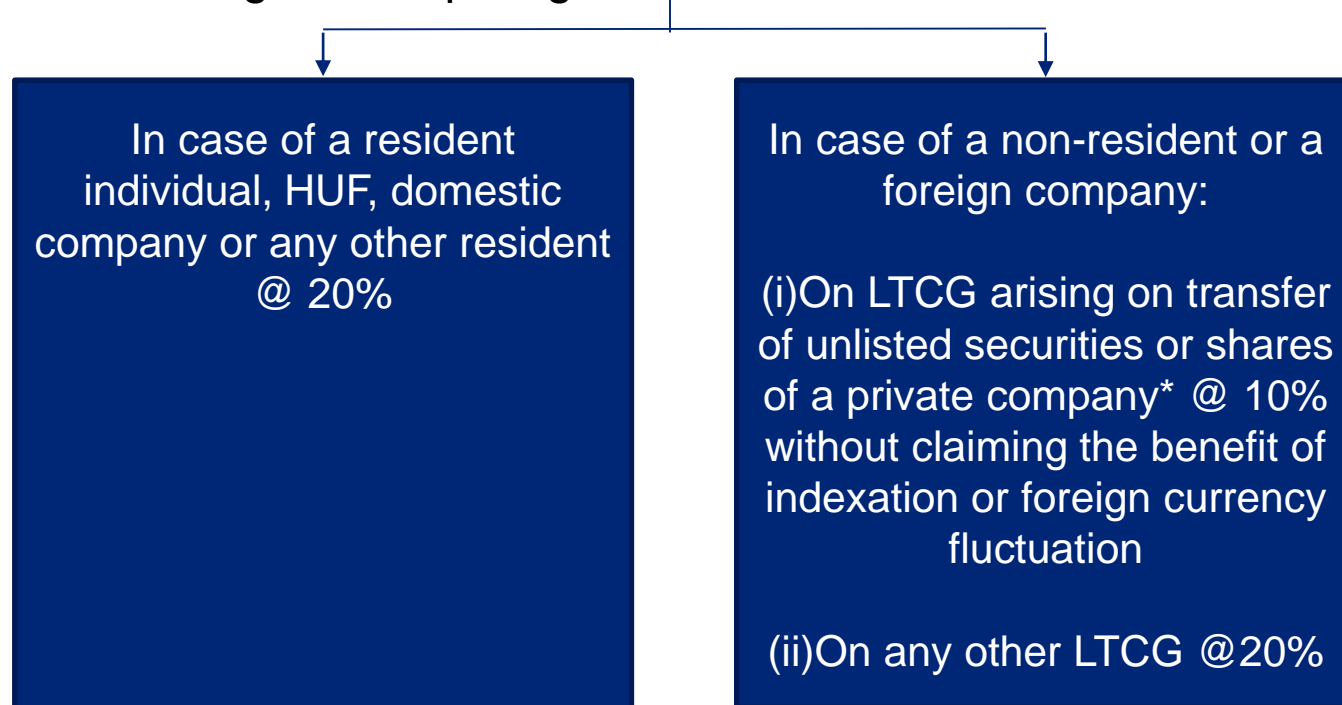 In case of a resident
individual, HUF, domestic
company or any other resident
@ 20%
In case of a non-resident or a
foreign company:
(i)On LTCG arising on transfer
of unlisted securities or shares
of a private company* @ 10%
without claiming the benefit of
indexation or foreign currency
fluctuation
(ii)On any other LTCG @20%